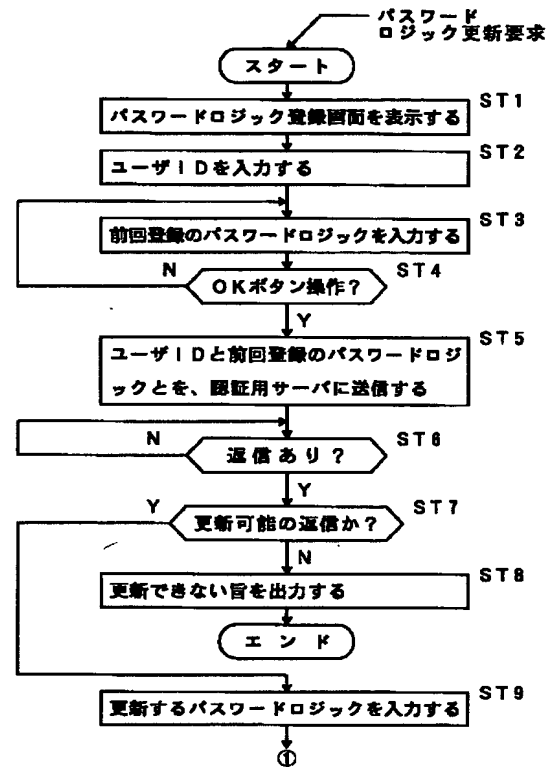 パスワード
ロジック更新要求
スタート
ST1
パスワードロジック登録画面を表示する
ST2
ユーザIDを入力する
ST3
前回登録のパスワードロジックを入力する
N
ST4
OKボタン操作?
Y
ST5
ユーザIDと前回登録のパスワードロジ
ックとを、認証用サーバに送信する
N
ST6
返信あり?
Y
Y
ST7
更新可能の返信か?
N
ST8
更新できない旨を出力する
エンド
ST9
更新するパスワードロジックを入力する
①